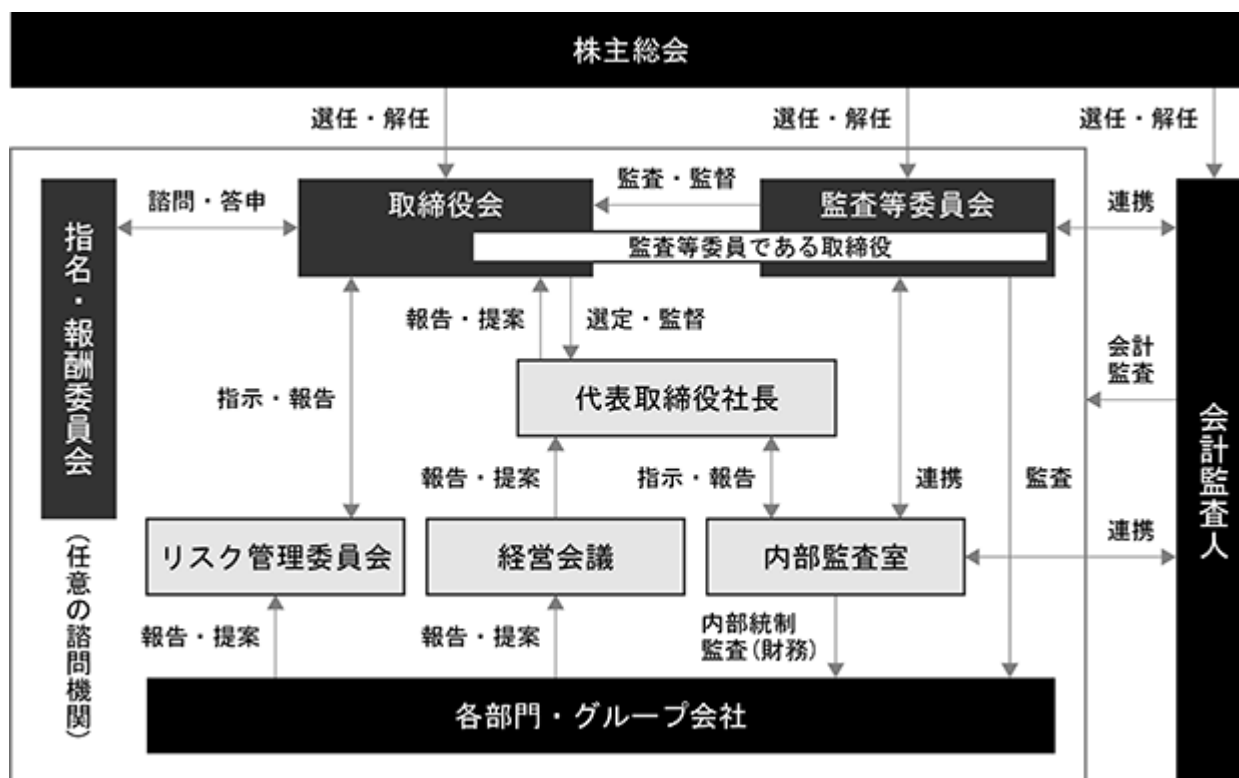 株主総会
選任・解任
選任・解任
選任・解任
指名・報酬委員会
（任意の諮問機関）
諮問・答申
取締役会
監査・監督
監査等委員会
監査等委員である取締役
連携
報告・提案
選定・監督
指示・報告
代表取締役社長
会計
監査
会計監査人
報告・提案
指示・報告
連携
監査
リスク管理委員会
経営会議
内部監査室
連携
報告・提案
報告・提案
内部統制
監査（財務）
各部門・グループ会社